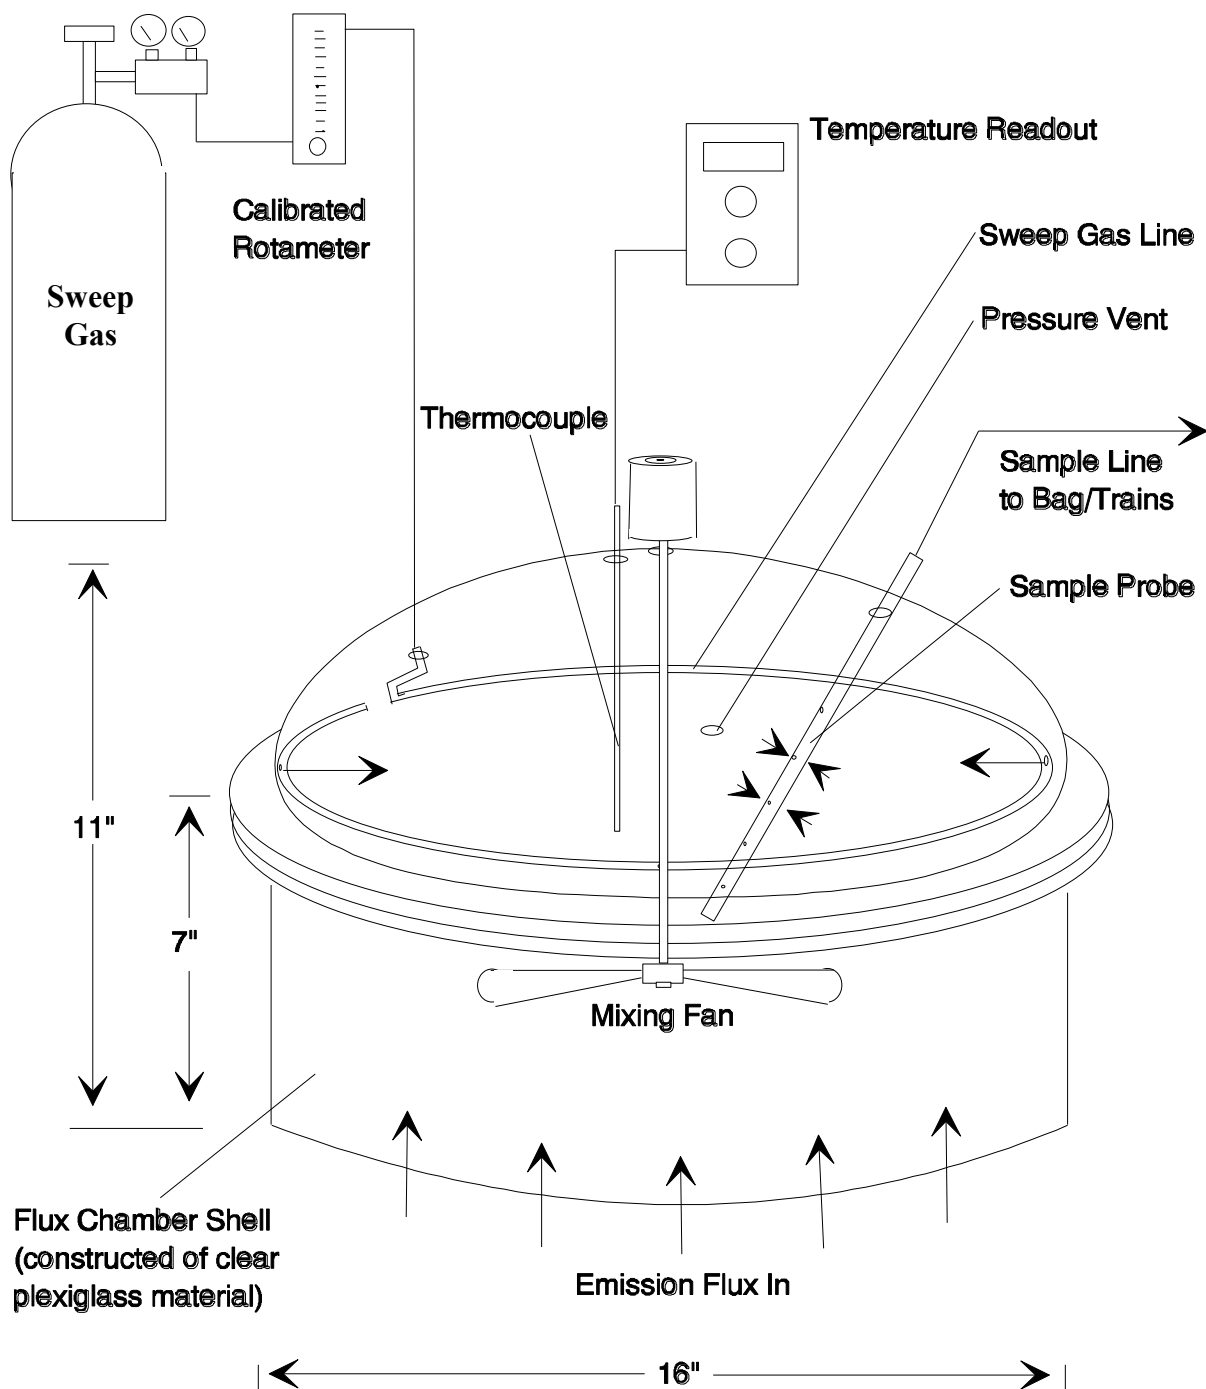 Temperature Readout
Calibrated
Rotameter
Sweep Gas Line
Sweep
Gas
Pressure Vent
Thermocouple
Sample Line
to Bag/Trains
Sample Probe
11"
7"
Mixing Fan
Flux Chamber Shell
(constructed of clear
plexiglass material)
Emission Flux In
16"